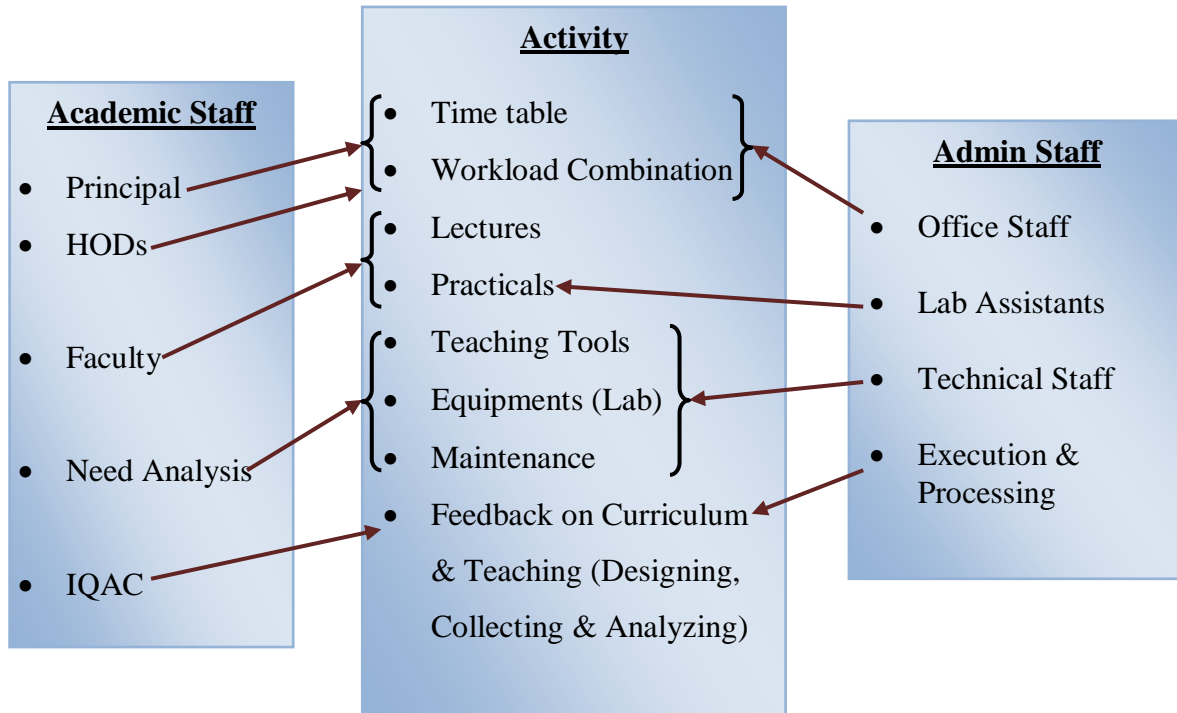 Academic Staff
• Principal
• HODs
• Faculty
• Need Analysis
• IQAC
Activity
• Time table
• Workload Combination
• Lectures
• Practicals
• Teaching Tools
• Equipments (Lab)
• Maintenance
• Feedback on Curriculum
& Teaching (Designing,
Collecting & Analyzing)
Admin Staff
• Office Staff
• Lab Assistants
• Technical Staff
• Execution &
Processing